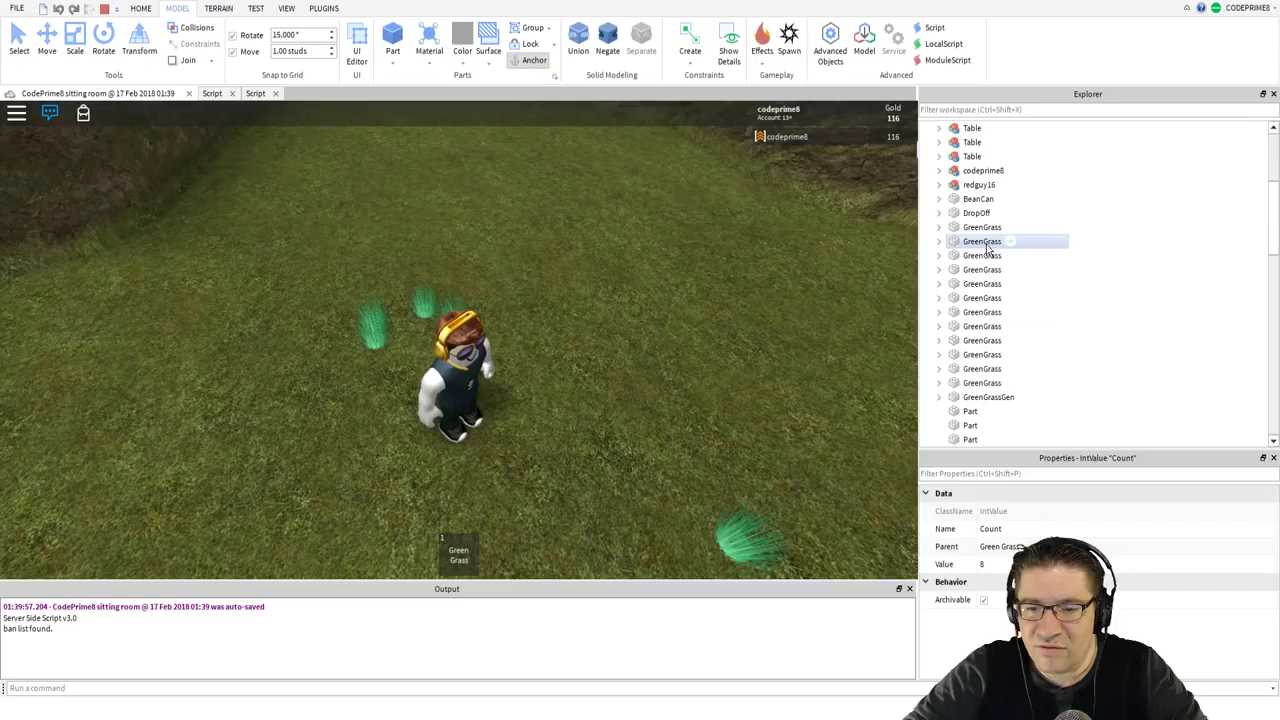 FILE HOME MODEL TERRAIN TEST VIEW PLUGINS CODEPRIME8
Select Move Scale Rotate Transform
Collisions
Constraints
Join
Tools
Rotate 15.000°
Move 1.00 studs
Snap to Grid
UI Editor
UI
Part Material Color Surface
Group
Lock
Anchor
Parts
Union Negate Separate
Solid Modeling
Create Show Details
Constraints
Effects Spawn
Gameplay
Advanced Objects Model Service
Script
LocalScript
ModuleScript
Advanced
CodePrime8 sitting room @ 17 Feb 2018 01:39 × Script × Script ×
codeprime8
Account: 13+
Gold
116
codeprime8 116
1
Green
Grass
Explorer
Filter workspace (Ctrl+Shift+X)
Table
Table
Table
codeprime8
redguy16
BeanCan
DropOff
GreenGrass
GreenGrass
GreenGrass
GreenGrass
GreenGrass
GreenGrass
GreenGrass
GreenGrass
GreenGrass
GreenGrass
GreenGrass
GreenGrass
GreenGrassGen
Part
Part
Part
Properties - IntValue "Count"
Filter Properties (Ctrl+Shift+P)
Data
ClassName IntValue
Name Count
Parent Green Grass
Value 8
Behavior
Archivable
Output
01:39:57.204 - CodePrime8 sitting room @ 17 Feb 2018 01:39 was auto-saved
Server Side Script v3.0
ban list found.
Run a command